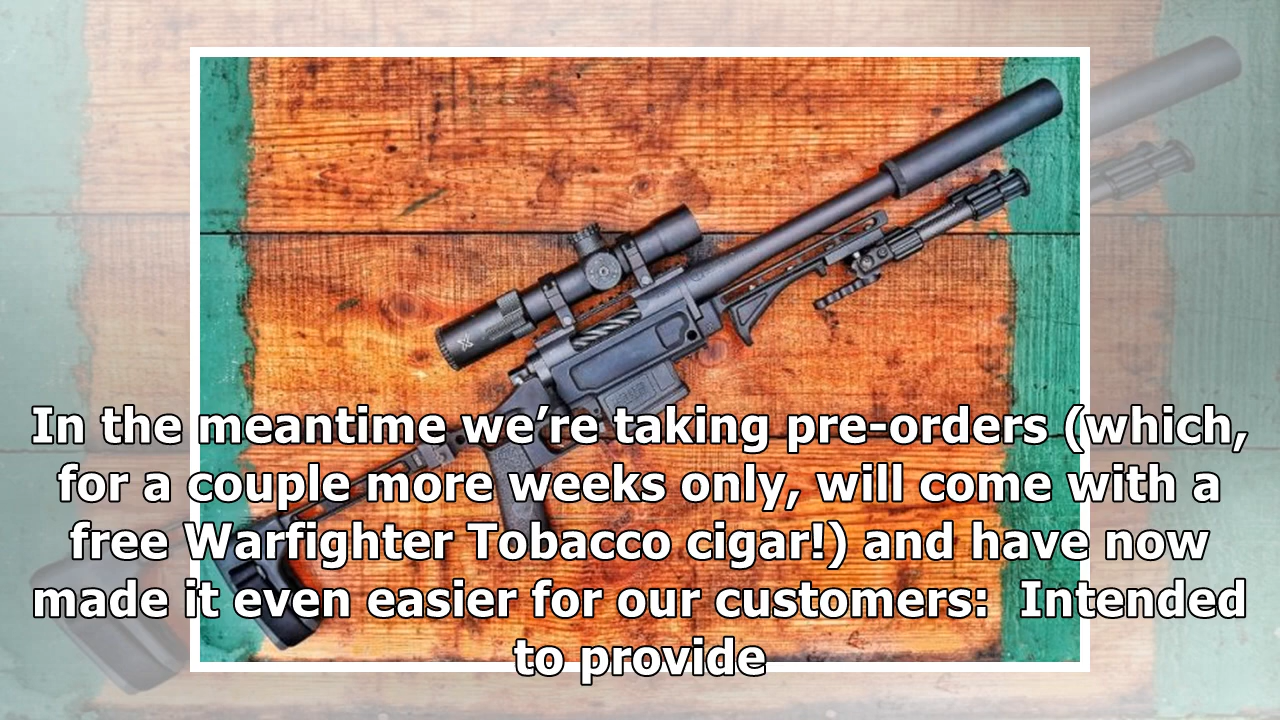 In the meantime we’re taking pre-orders (which,
for a couple more weeks only, will come with a
free Warfighter Tobacco cigar!) and have now
made it even easier for our customers:  Intended
to provide